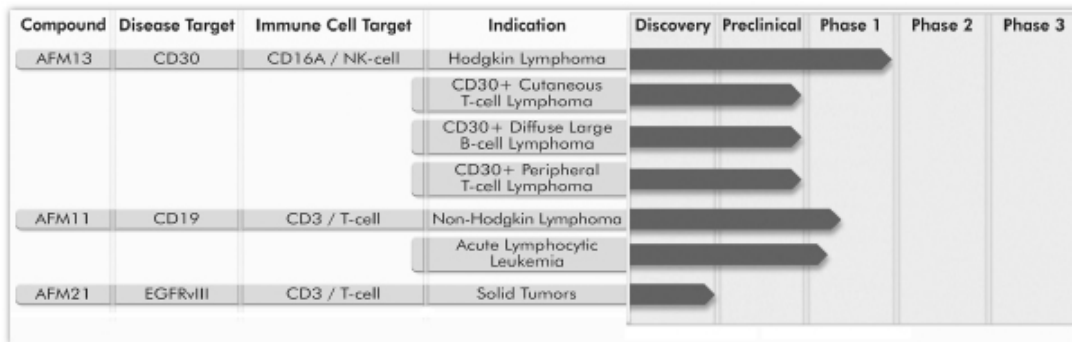 Compound Disease Target Immune Cell Target Indication Discovery Preclinical Phase 1 Phase 2 Phase 3
AFM13 CD30 CD16A / NK-cell Hodgkin Lymphoma
CD30+ Cutaneous
T-cell Lymphoma
CD30+ Diffuse Large
B-cell Lymphoma
CD30+ Peripheral
T-cell Lymphoma
AFM11 CD19 CD3 / T-cell Non-Hodgkin Lymphoma
Acute Lymphocytic
Leukemia
AFM21 EGFRvIII CD3 / T-cell Solid Tumors